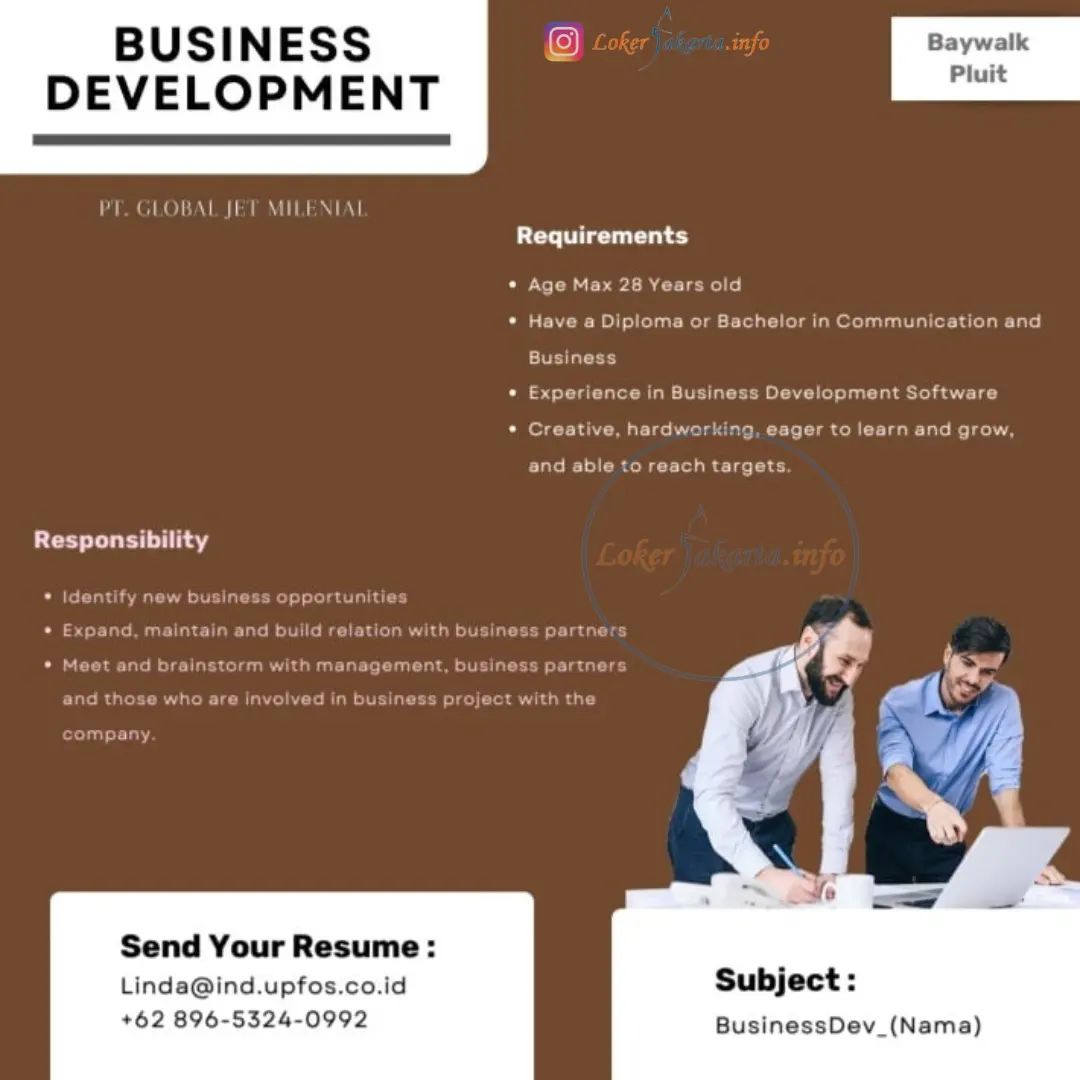 BUSINESS
DEVELOPMENT
LokerJakarta.info
Baywalk
Pluit
PT. GLOBAL JET MILENIAL
Requirements
• Age Max 28 Years old
• Have a Diploma or Bachelor in Communication and
Business
• Experience in Business Development Software
• Creative, hardworking, eager to learn and grow,
and able to reach targets.
LokerJakarta.info
Responsibility
• Identify new business opportunities
• Expand, maintain and build relation with business partners
• Meet and brainstorm with management, business partners
and those who are involved in business project with the
company.
Send Your Resume :
Linda@ind.upfos.co.id
+62 896-5324-0992
Subject :
BusinessDev_(Nama)